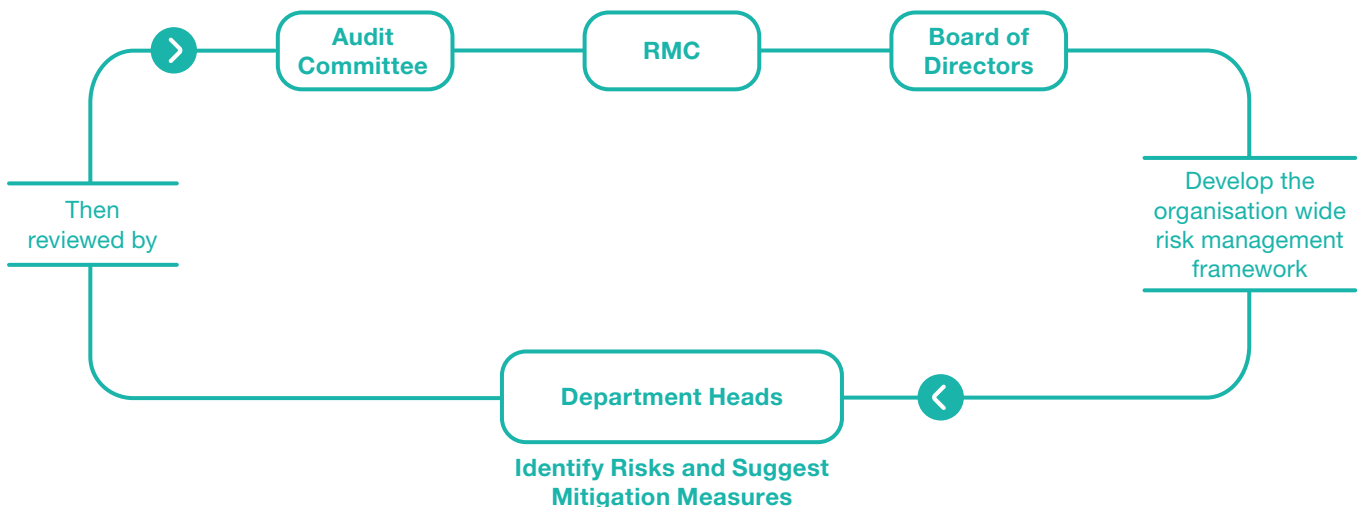 Audit
Committee
RMC
Board of
Directors
Then
reviewed by
Develop the
organisation wide
risk management
framework
Department Heads
Identify Risks and Suggest
Mitigation Measures